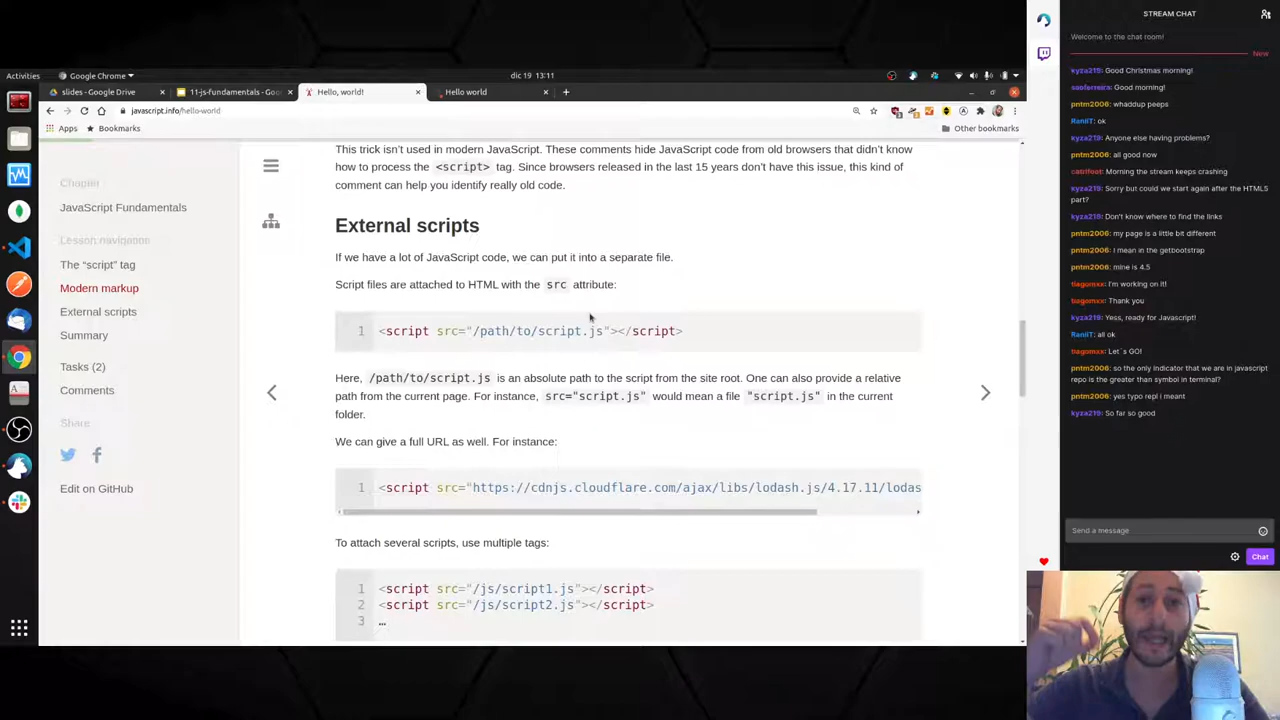 STREAM CHAT
Welcome to the chat room!
New
kyza219: Good Christmas morning!
Good morning!
pntm2006: whaddup peeps
RaniiT: ok
kyza219: Anyone else having problems?
pntm2006: all good now
Morning the stream keeps crashing
kyza219: Sorry but could we start again after the HTML5
part?
kyza219: Don't know where to find the links
pntm2006: my page is a little bit different
pntm2006: i mean in the getbootstrap
pntm2006: mine is 4.5
tiagomxx: I'm working on it!
tiagomxx: Thank you
kyza219: Yess, ready for Javascript!
RaniiT: all ok
tiagomxx: Let´s GO!
pntm2006: so the only indicator that we are in javascript
repo is the greater than symbol in terminal?
pntm2006: yes typo repl i meant
kyza219: So far so good
Send a message
Chat
Activities
Google Chrome
dic 19 13:11
slides - Google Drive
11-js-fundamentals - Goo
Hello, world!
Hello world
javascript.info/hello-world
Apps
Bookmarks
Other bookmarks
Chapter
JavaScript Fundamentals
Lesson navigation
The “script” tag
Modern markup
External scripts
Summary
Tasks (2)
Comments
Share
Edit on GitHub
This trick isn't used in modern JavaScript. These comments hide JavaScript code from old browsers that didn't know
how to process the <script> tag. Since browsers released in the last 15 years don't have this issue, this kind of
comment can help you identify really old code.
External scripts
If we have a lot of JavaScript code, we can put it into a separate file.
Script files are attached to HTML with the src attribute:
1 <script src="/path/to/script.js"></script>
Here, /path/to/script.js is an absolute path to the script from the site root. One can also provide a relative
path from the current page. For instance, src="script.js" would mean a file "script.js" in the current
folder.
We can give a full URL as well. For instance:
1 <script src="https://cdnjs.cloudflare.com/ajax/libs/lodash.js/4.17.11/lodas
To attach several scripts, use multiple tags:
1 <script src="/js/script1.js"></script>
2 <script src="/js/script2.js"></script>
3 …